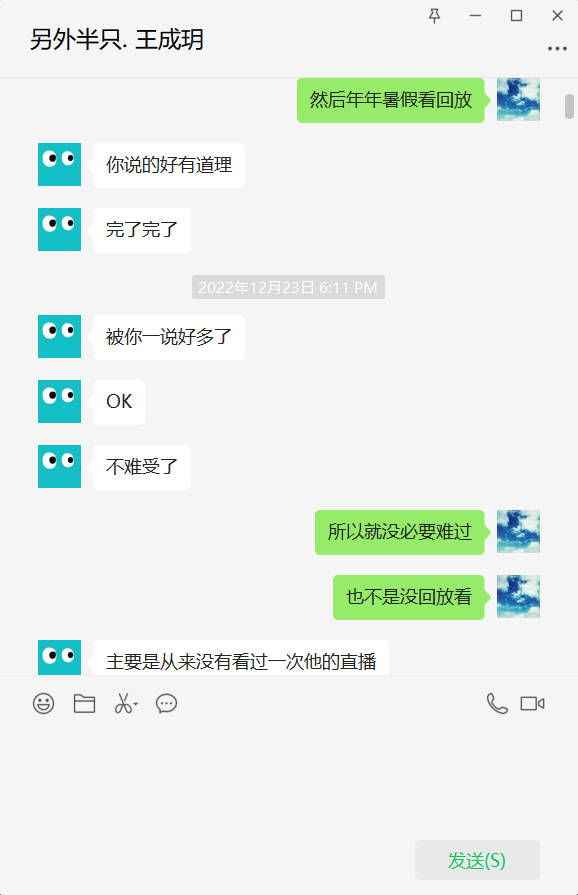 另外半只. 王成玥
然后年年暑假看回放
你说的好有道理
完了完了
2022年12月23日 6:11 PM
被你一说好多了
OK
不难受了
所以就没必要难过
也不是没回放看
主要是从来没有看过一次他的直播
发送(S)